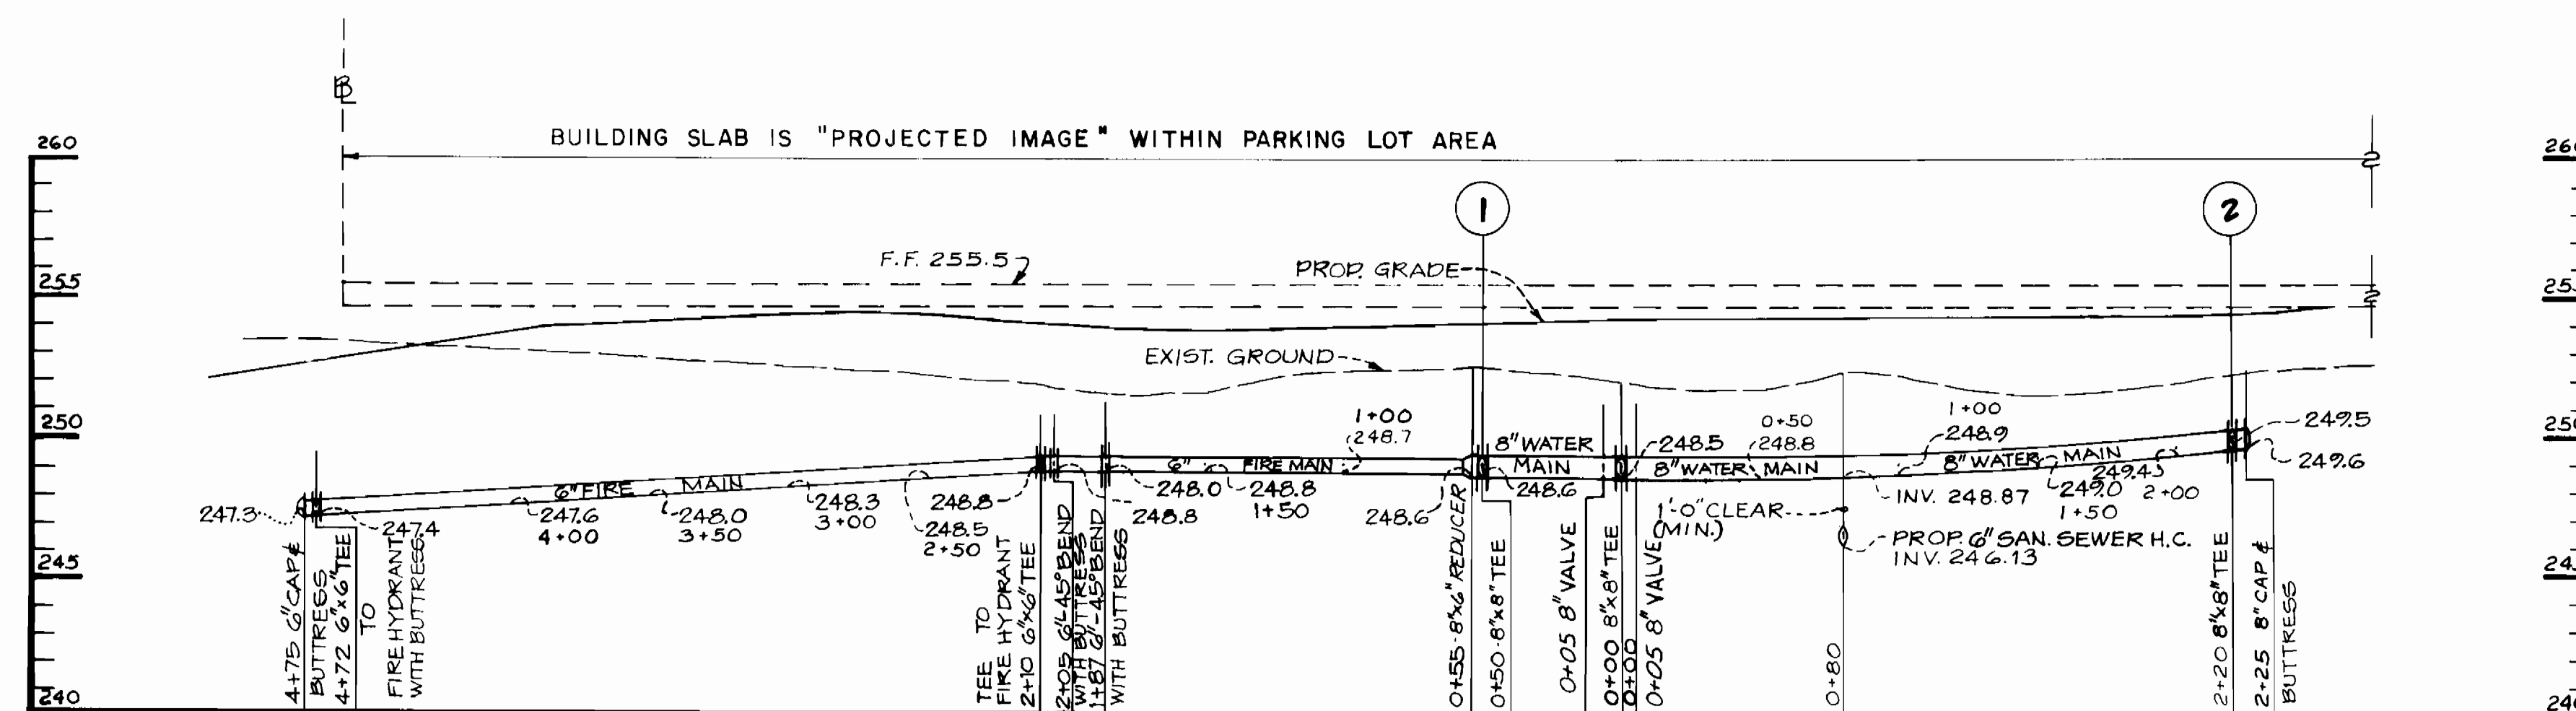 BUILDING SLAB IS "PROJECTED IMAGE" WITHIN PARKING LOT AREA
260
255
250
245
240
1
2
F.F. 255.5
PROP. GRADE
EXIST. GROUND
247.3
247.4
6" FIRE MAIN
247.6
4+00
248.0
3+50
248.3
3+00
248.5
2+50
248.8
248.8
248.0
6" FIRE MAIN
248.8
1+50
1+00
248.7
248.6
8" WATER
MAIN
248.6
248.5
8" WATER MAIN
0+50
248.8
1'-0" CLEAR
(MIN.)
INV. 248.87
PROP. 6" SAN. SEWER H.C.
INV. 246.13
1+00
248.9
8" WATER MAIN
249.0
1+50
249.4
2+00
249.5
249.6
4+75 6" CAP &
BUTTRESS
4+72 6"x6" TEE
TO
FIRE HYDRANT
WITH BUTTRESS
TEE TO
FIRE HYDRANT
2+10 6"x6" TEE
2+05 6"-45° BEND
WITH BUTTRESS
1+87 6"-45° BEND
WITH BUTTRESS
0+55-8"x6" REDUCER
0+50-8"x8" TEE
0+05 8" VALVE
0+00 8"x8" TEE
0+00
0+05 8" VALVE
0+80
2+20 8"x8" TEE
2+25 8" CAP &
BUTTRESS